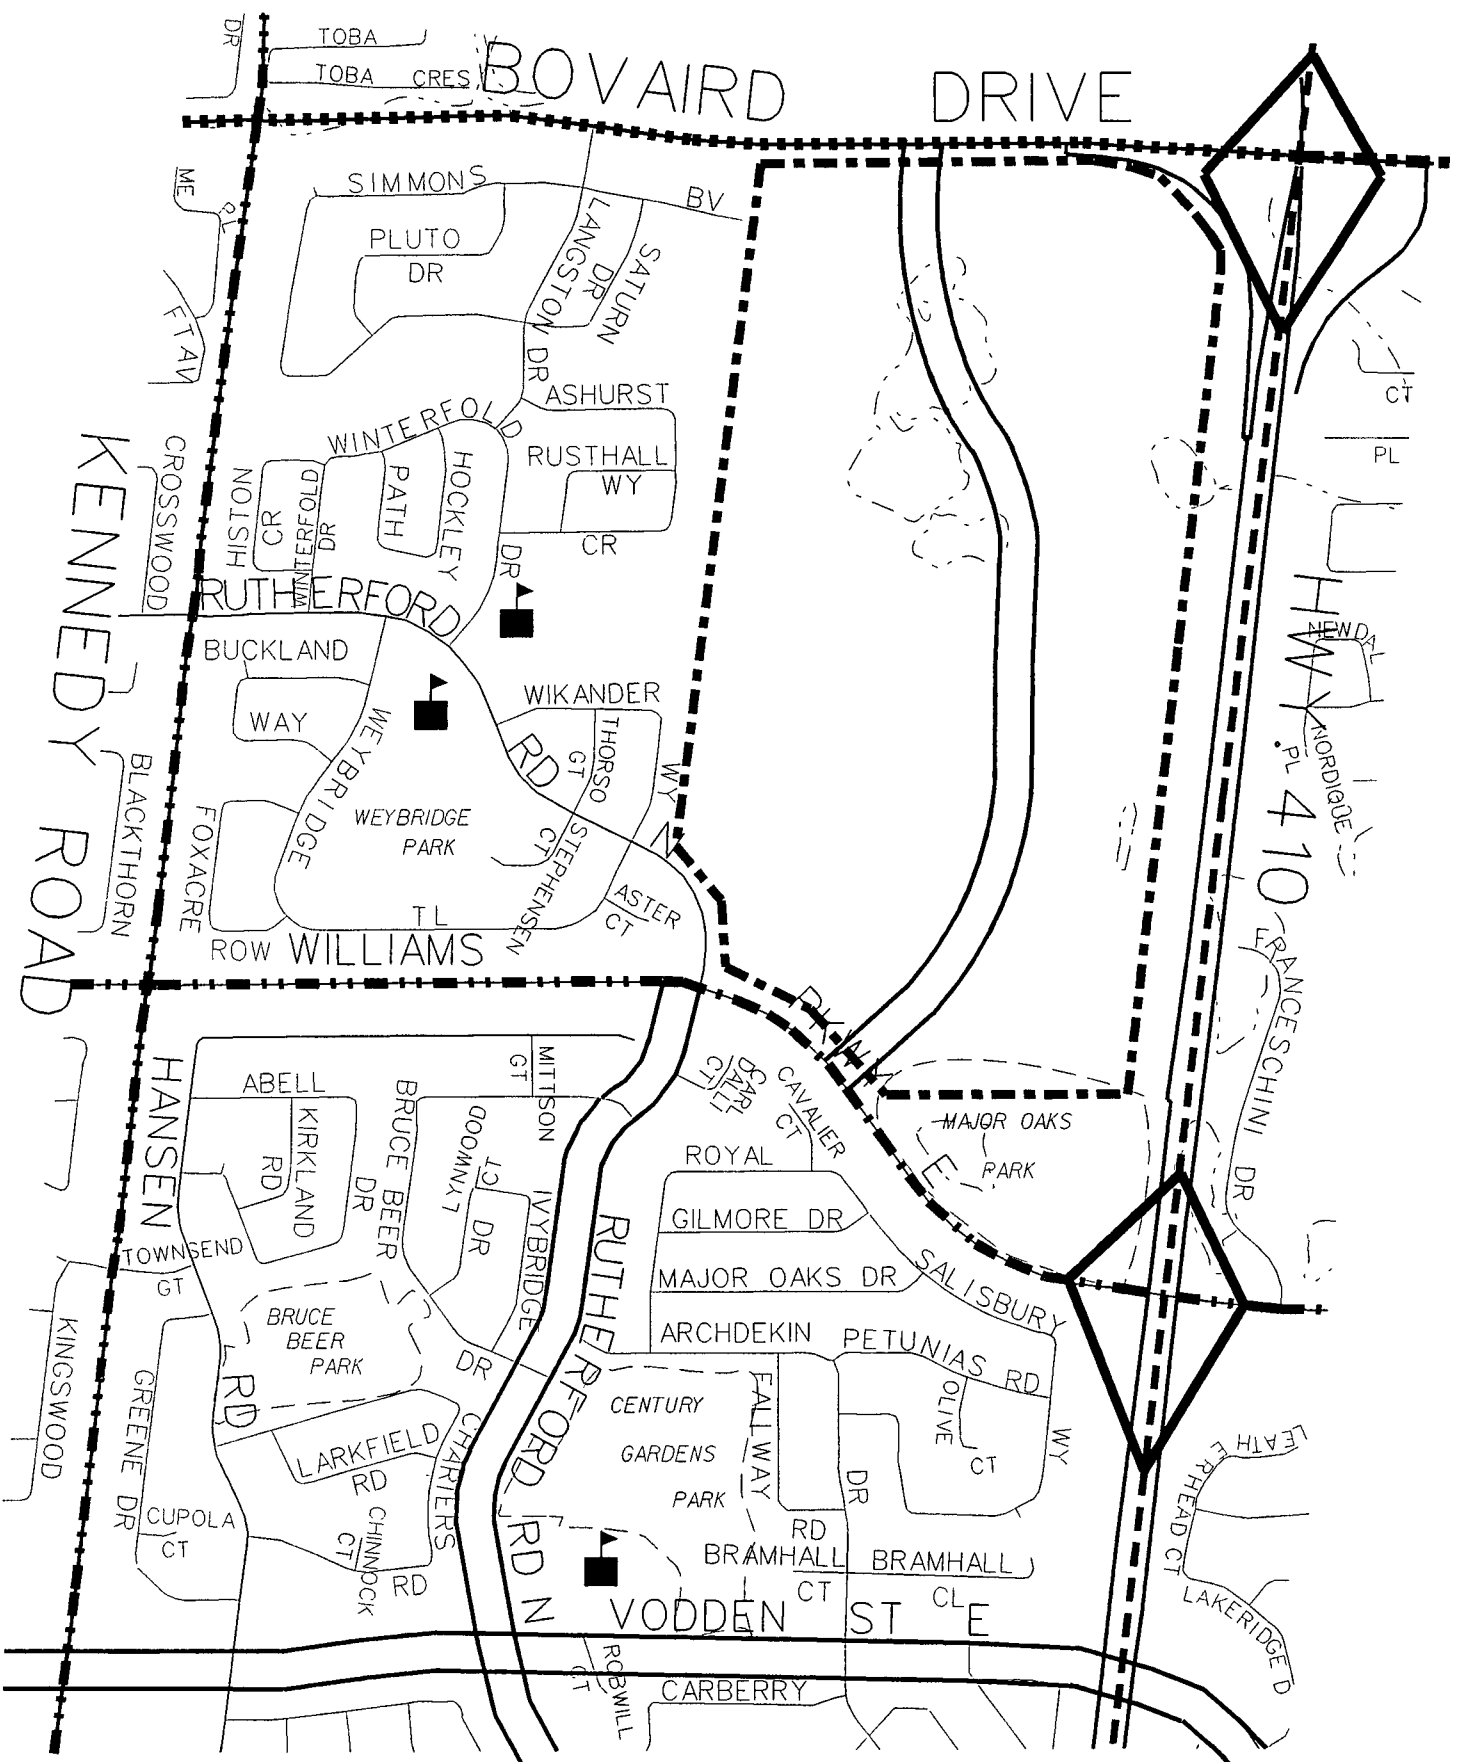 DR
TOBA
TOBA CRES
BOVAIRD DRIVE
ME
PL
SIMMONS
BV
PLUTO
DR
LANGSTON
DR
SATURN
DR
FT AV
CT
ASHURST
WINTERFOLD
DR
RUSTHALL
WY
CR
PL
CROSSWOOD
HISTON
CR
WINTERFOLD
DR
PATH
HOCKLEY
KENNEDY ROAD
RUTHERFORD
RD
N
BUCKLAND
WAY
WEYBRIDGE
TL
WIKANDER
WY
THORSO
GT
NEWDAL
PL
NORDIQUE
HWY. 410
BLACKTHORN
FOXACRE
ROW
WEYBRIDGE
PARK
STEPHENSEN
CT
ASTER
CT
WILLIAMS
PKWY
E
FRANCESCHINI DR
HANSEN
RD
ABELL
DR
MITTSON
GT
KIRKLAND
RD
BRUCE BEER
DR
LYNWOOD
CT
IVYBRIDGE
DR
CARL
DALLI
CT
CAVALIER
CT
MAJOR OAKS
PARK
ROYAL
GILMORE DR
MAJOR OAKS DR
SALISBURY
ARCHDEKIN
DR
PETUNIAS RD
WY
TOWNSEND
GT
BRUCE
BEER
PARK
RUTHERFORD
RD N
KINGSWOOD
GREENE DR
CENTURY
GARDENS
PARK
FALLWAY
RD
OLIVE
CT
LARKFIELD
RD
CHARTERS
RD
CUPOLA
CT
CHINNOCK
CT
LEATHERHEAD CT
BRAMHALL
CT
BRAMHALL
CL
VODDEN ST E
LAKERIDGE D
ROBWILL
CT
CARBERRY